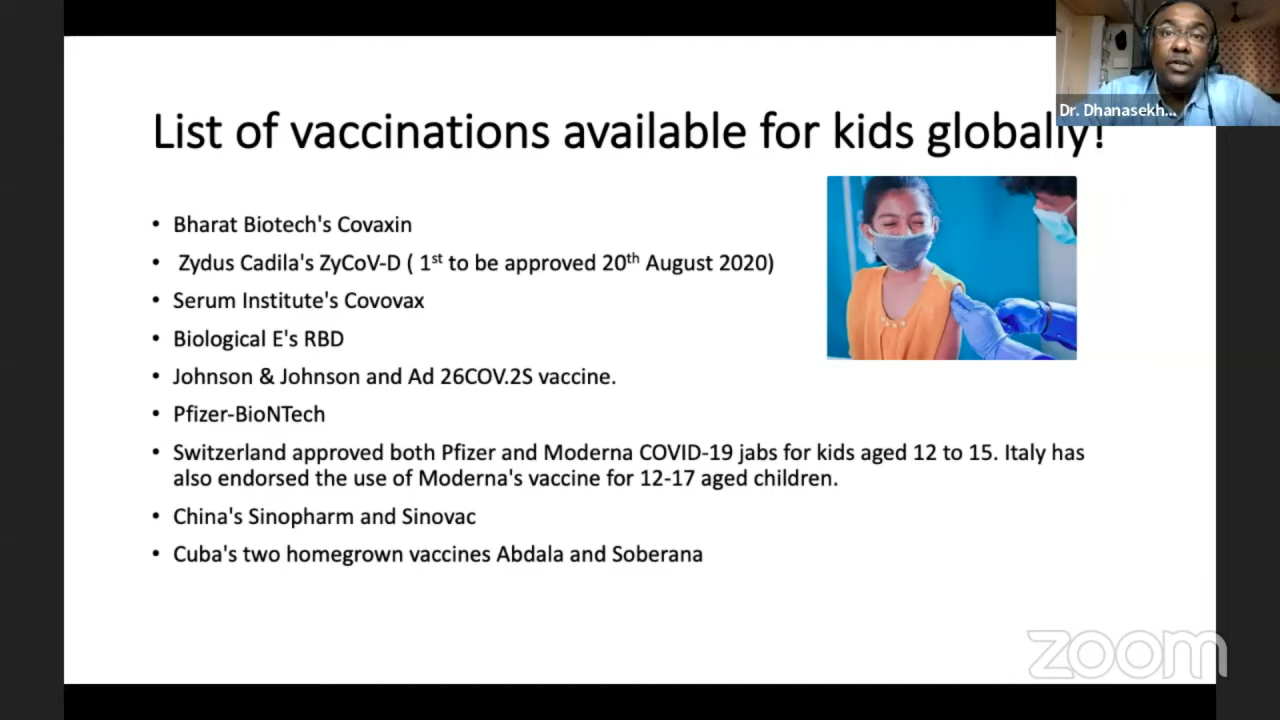 Dr. Dhanasekh...
List of vaccinations available for kids globally!
• Bharat Biotech's Covaxin
• Zydus Cadila's ZyCoV-D ( 1st to be approved 20th August 2020)
• Serum Institute's Covovax
• Biological E's RBD
• Johnson & Johnson and Ad 26COV.2S vaccine.
• Pfizer-BioNTech
• Switzerland approved both Pfizer and Moderna COVID-19 jabs for kids aged 12 to 15. Italy has
also endorsed the use of Moderna's vaccine for 12-17 aged children.
• China's Sinopharm and Sinovac
• Cuba's two homegrown vaccines Abdala and Soberana
zoom